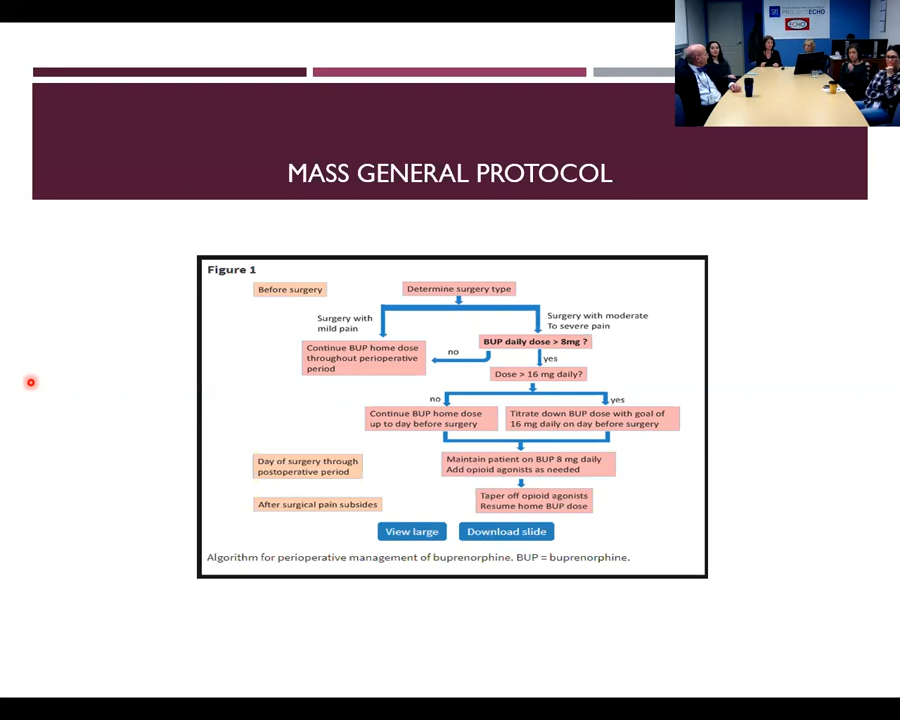 PROJECT ECHO
ECHO
MASS GENERAL PROTOCOL
Figure 1
Before surgery
Determine surgery type
Surgery with
mild pain
Surgery with moderate
To severe pain
BUP daily dose > 8mg ?
Continue BUP home dose
throughout perioperative
period
no
yes
Dose > 16 mg daily?
no
yes
Continue BUP home dose
up to day before surgery
Titrate down BUP dose with goal of
16 mg daily on day before surgery
Day of surgery through
postoperative period
Maintain patient on BUP 8 mg daily
Add opioid agonists as needed
After surgical pain subsides
Taper off opioid agonists
Resume home BUP dose
View large
Download slide
Algorithm for perioperative management of buprenorphine. BUP = buprenorphine.